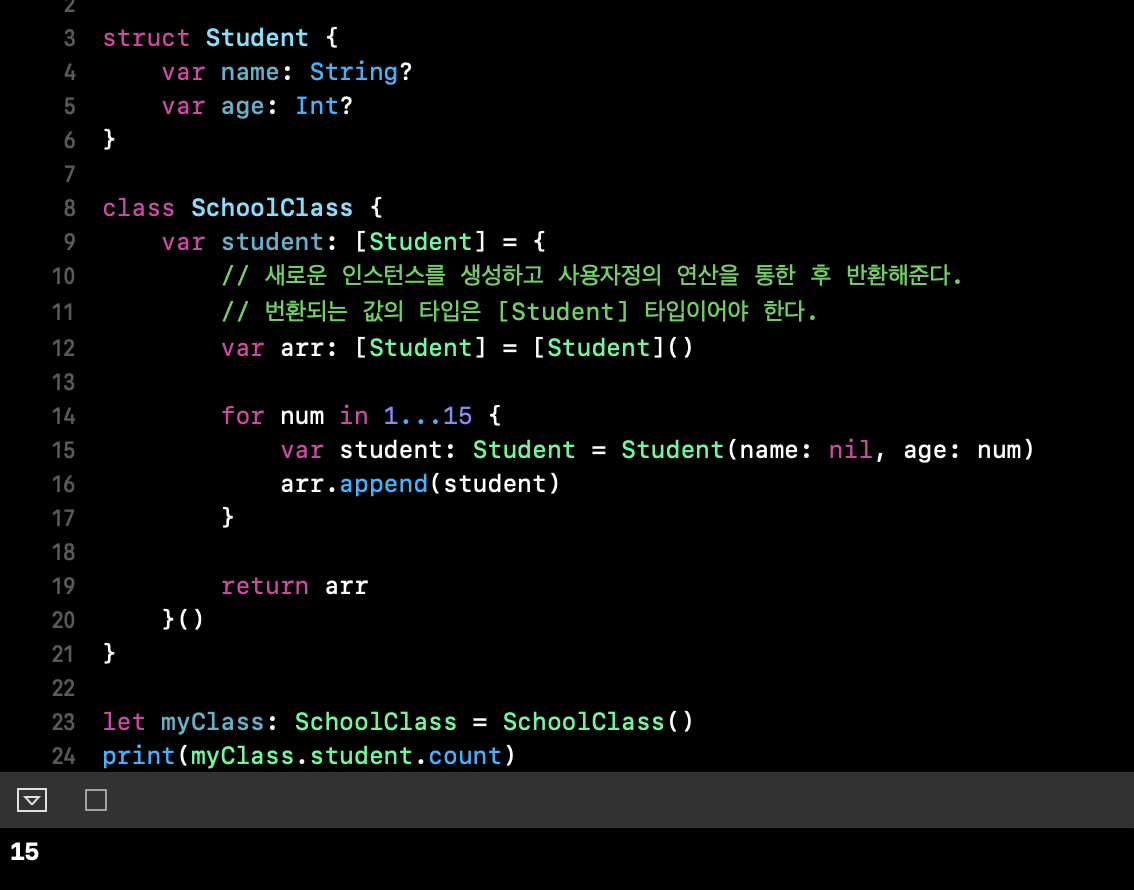 2
3 struct Student {
4     var name: String?
5     var age: Int?
6 }
7
8 class SchoolClass {
9     var student: [Student] = {
10         // 새로운 인스턴스를 생성하고 사용자정의 연산을 통한 후 반환해준다.
11         // 번환되는 값의 타입은 [Student] 타입이어야 한다.
12         var arr: [Student] = [Student]()
13
14         for num in 1...15 {
15             var student: Student = Student(name: nil, age: num)
16             arr.append(student)
17         }
18
19         return arr
20     }()
21 }
22
23 let myClass: SchoolClass = SchoolClass()
24 print(myClass.student.count)
15